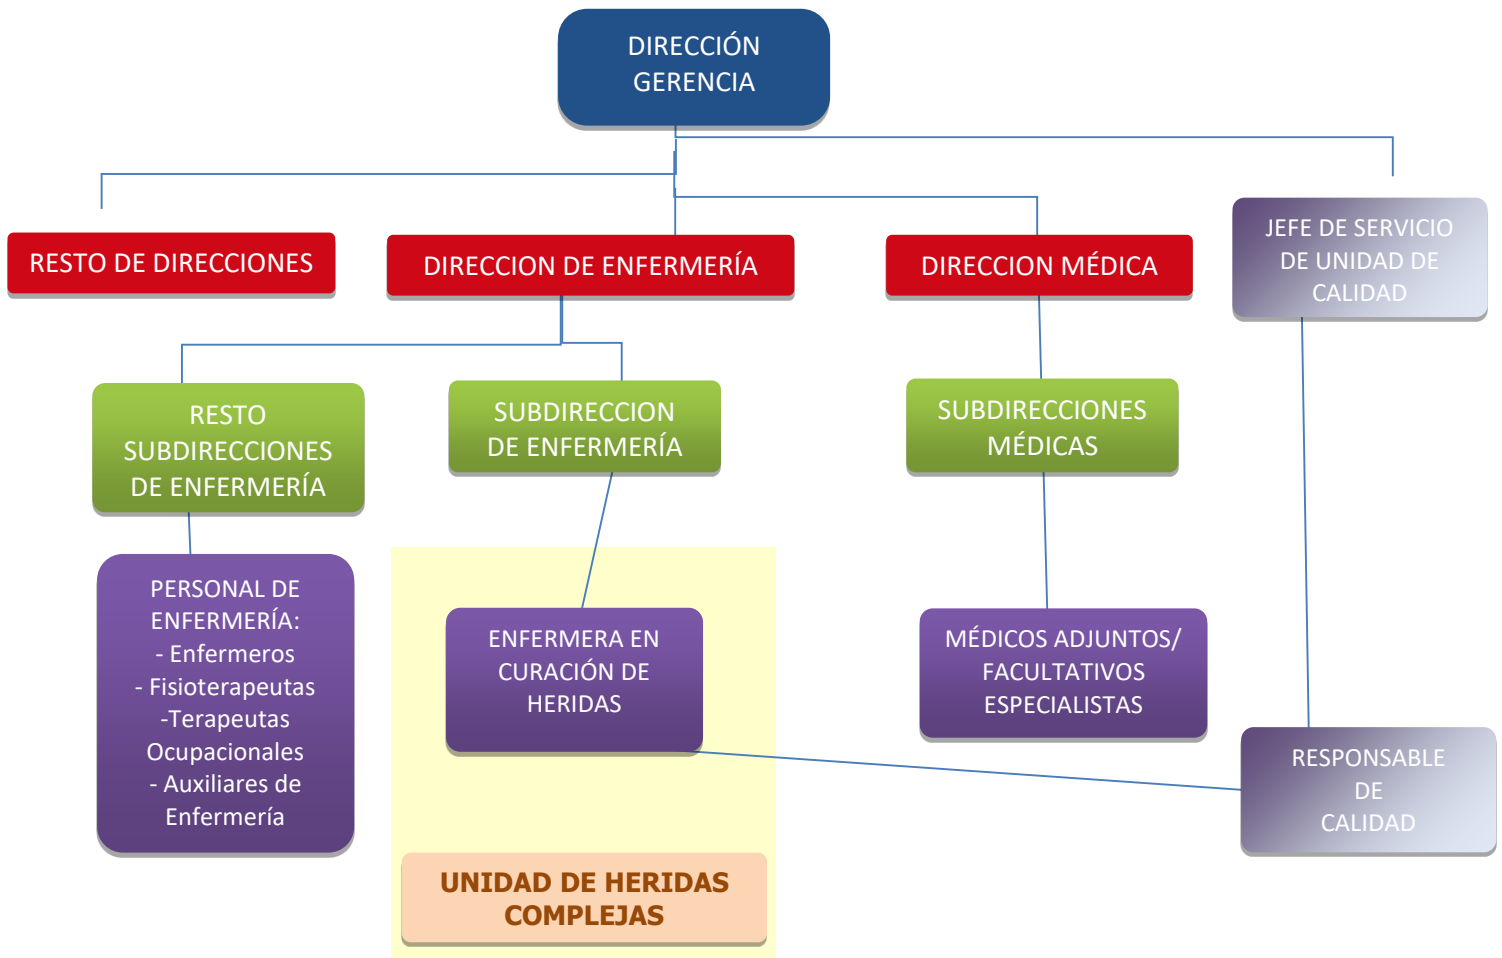 DIRECCIÓN
GERENCIA
RESTO DE DIRECCIONES
DIRECCION DE ENFERMERÍA
DIRECCION MÉDICA
JEFE DE SERVICIO
DE UNIDAD DE
CALIDAD
RESTO
SUBDIRECCIONES
DE ENFERMERÍA
SUBDIRECCION
DE ENFERMERÍA
SUBDIRECCIONES
MÉDICAS
PERSONAL DE
ENFERMERÍA:
- Enfermeros
- Fisioterapeutas
-Terapeutas
Ocupacionales
- Auxiliares de
Enfermería
ENFERMERA EN
CURACIÓN DE
HERIDAS
MÉDICOS ADJUNTOS/
FACULTATIVOS
ESPECIALISTAS
RESPONSABLE
DE
CALIDAD
UNIDAD DE HERIDAS
COMPLEJAS